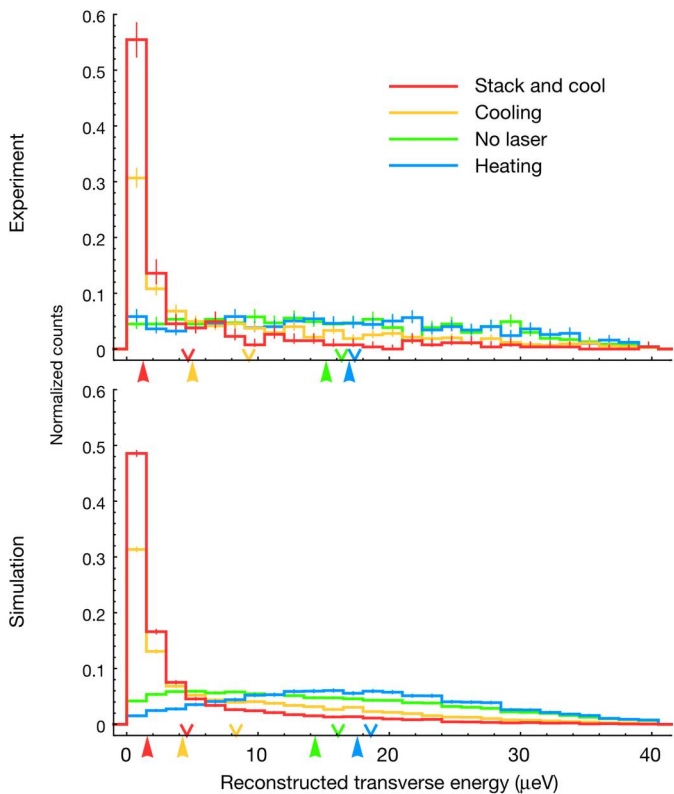 0.6
0.5
0.4
0.3
0.2
0.1
0
Stack and cool
Cooling
No laser
Heating
Experiment
Normalized counts
0.6
0.5
0.4
0.3
0.2
0.1
0
Simulation
0 10 20 30 40
Reconstructed transverse energy (μeV)